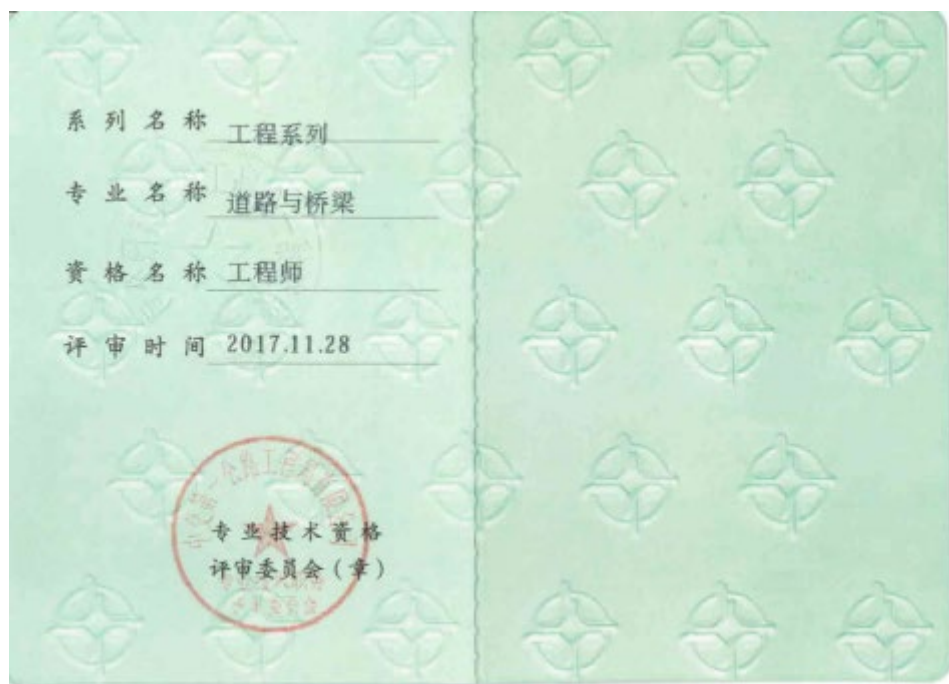 系列名称 工程系列
专业名称 道路与桥梁
资格名称 工程师
评审时间 2017.11.28
专业技术资格
评审委员会(章)